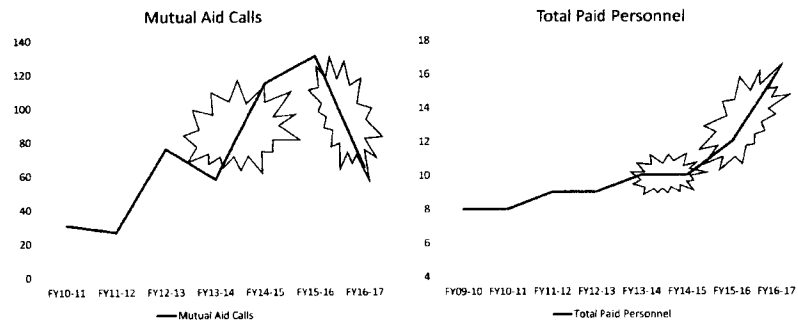 Mutual Aid Calls
140
120
100
80
60
40
20
0
FY10-11 FY11-12 FY12-13 FY13-14 FY14-15 FY15-16 FY16-17
Mutual Aid Calls
Total Paid Personnel
18
16
14
12
10
8
6
4
FY09-10 FY10-11 FY11-12 FY12-13 FY13-14 FY14-15 FY15-16 FY16-17
Total Paid Personnel